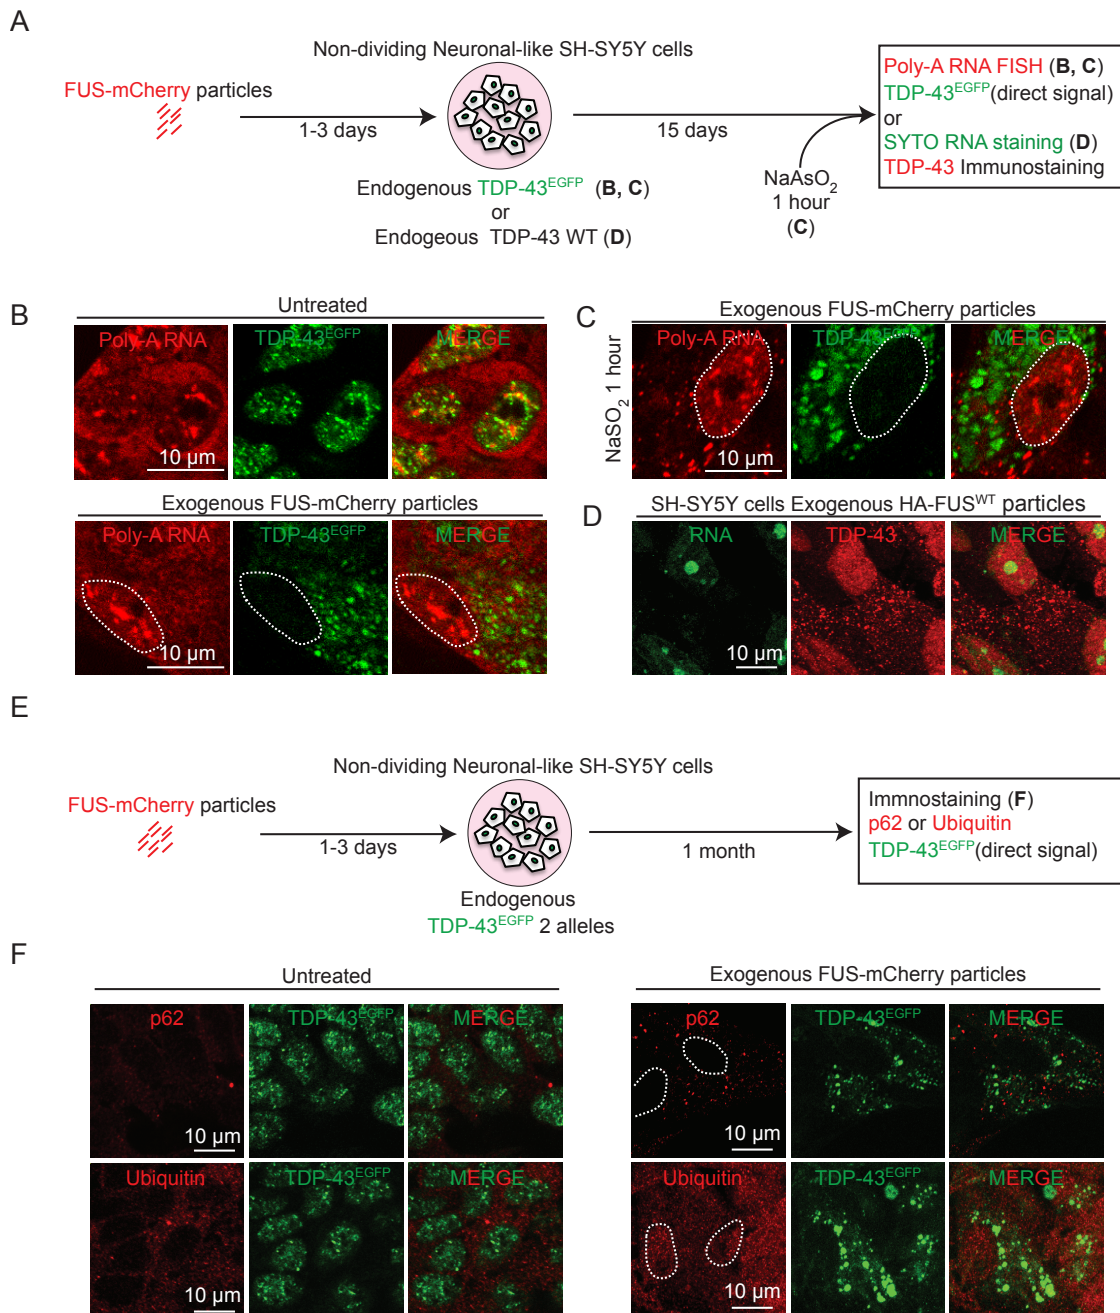 A
Non-dividing Neuronal-like SH-SY5Y cells
FUS-mCherry particles
1-3 days
15 days
Endogenous TDP-43EGFP (B, C)
or
Endogeous TDP-43 WT (D)
NaAsO2
1 hour
(C)
Poly-A RNA FISH (B, C)
TDP-43EGFP(direct signal)
or
SYTO RNA staining (D)
TDP-43 Immunostaining
B
Untreated
Poly-A RNA
TDP-43EGFP
MERGE
10 µm
Exogenous FUS-mCherry particles
Poly-A RNA
TDP-43EGFP
MERGE
10 µm
C
Exogenous FUS-mCherry particles
NaSO2 1 hour
Poly-A RNA
TDP-43EGFP
MERGE
10 µm
D
SH-SY5Y cells Exogenous HA-FUSWT particles
RNA
TDP-43
MERGE
10 µm
E
Non-dividing Neuronal-like SH-SY5Y cells
FUS-mCherry particles
1-3 days
1 month
Endogenous
TDP-43EGFP 2 alleles
Immnostaining (F)
p62 or Ubiquitin
TDP-43EGFP(direct signal)
F
Untreated
p62
TDP-43EGFP
MERGE
10 µm
Ubiquitin
TDP-43EGFP
MERGE
10 µm
Exogenous FUS-mCherry particles
p62
TDP-43EGFP
MERGE
10 µm
Ubiquitin
TDP-43EGFP
MERGE
10 µm